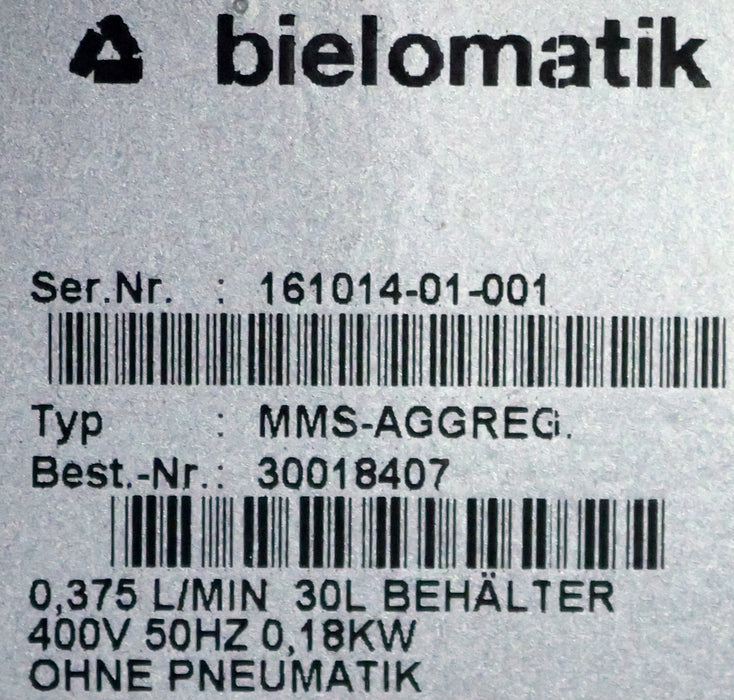 bielomatik
Ser.Nr. : 161014-01-001
Typ : MMS-AGGREG.
Best.-Nr.: 30018407
0,375 L/MIN 30L BEHÄLTER
400V 50HZ 0,18KW
OHNE PNEUMATIK